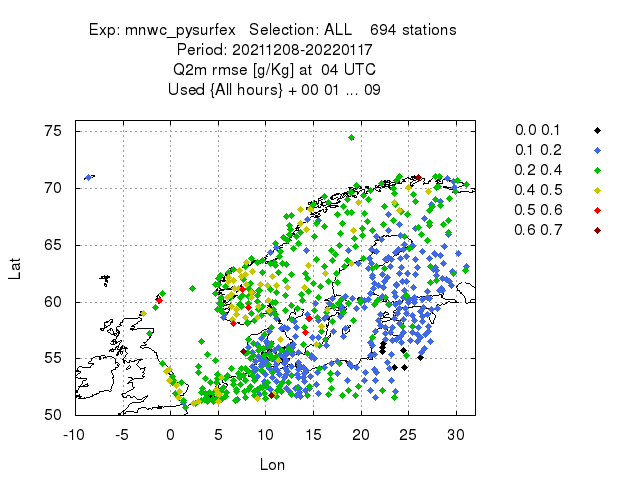 Exp: mnwc_pysurfex   Selection: ALL    694 stations
Period: 20211208-20220117
Q2m rmse [g/Kg] at  04 UTC
Used {All hours} + 00 01 ... 09
0.0 0.1
0.1 0.2
0.2 0.4
0.4 0.5
0.5 0.6
0.6 0.7
75
70
65
60
55
50
Lat
-10 -5 0 5 10 15 20 25 30
Lon